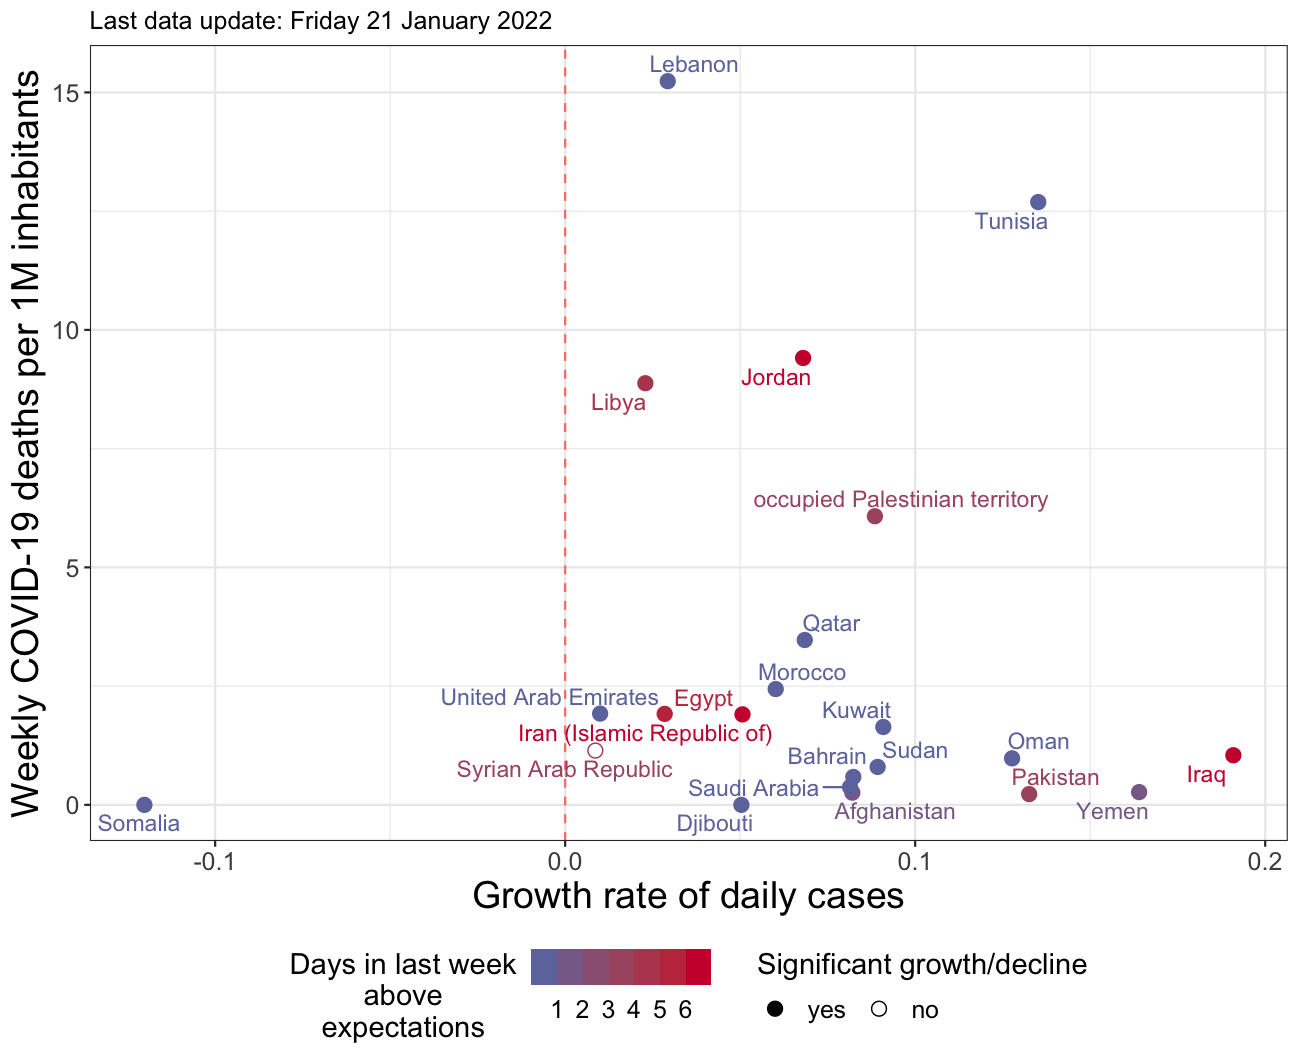 Last data update: Friday 21 January 2022
Weekly COVID-19 deaths per 1M inhabitants
15
10
5
0
Lebanon
Tunisia
Jordan
Libya
occupied Palestinian territory
Qatar
Morocco
United Arab Emirates
Egypt
Kuwait
Iran (Islamic Republic of)
Syrian Arab Republic
Sudan
Oman
Bahrain
Saudi Arabia
Pakistan
Iraq
Afghanistan
Yemen
Somalia
Djibouti
-0.1
0.0
0.1
0.2
Growth rate of daily cases
Days in last week
above
expectations
1 2 3 4 5 6
Significant growth/decline
yes
no